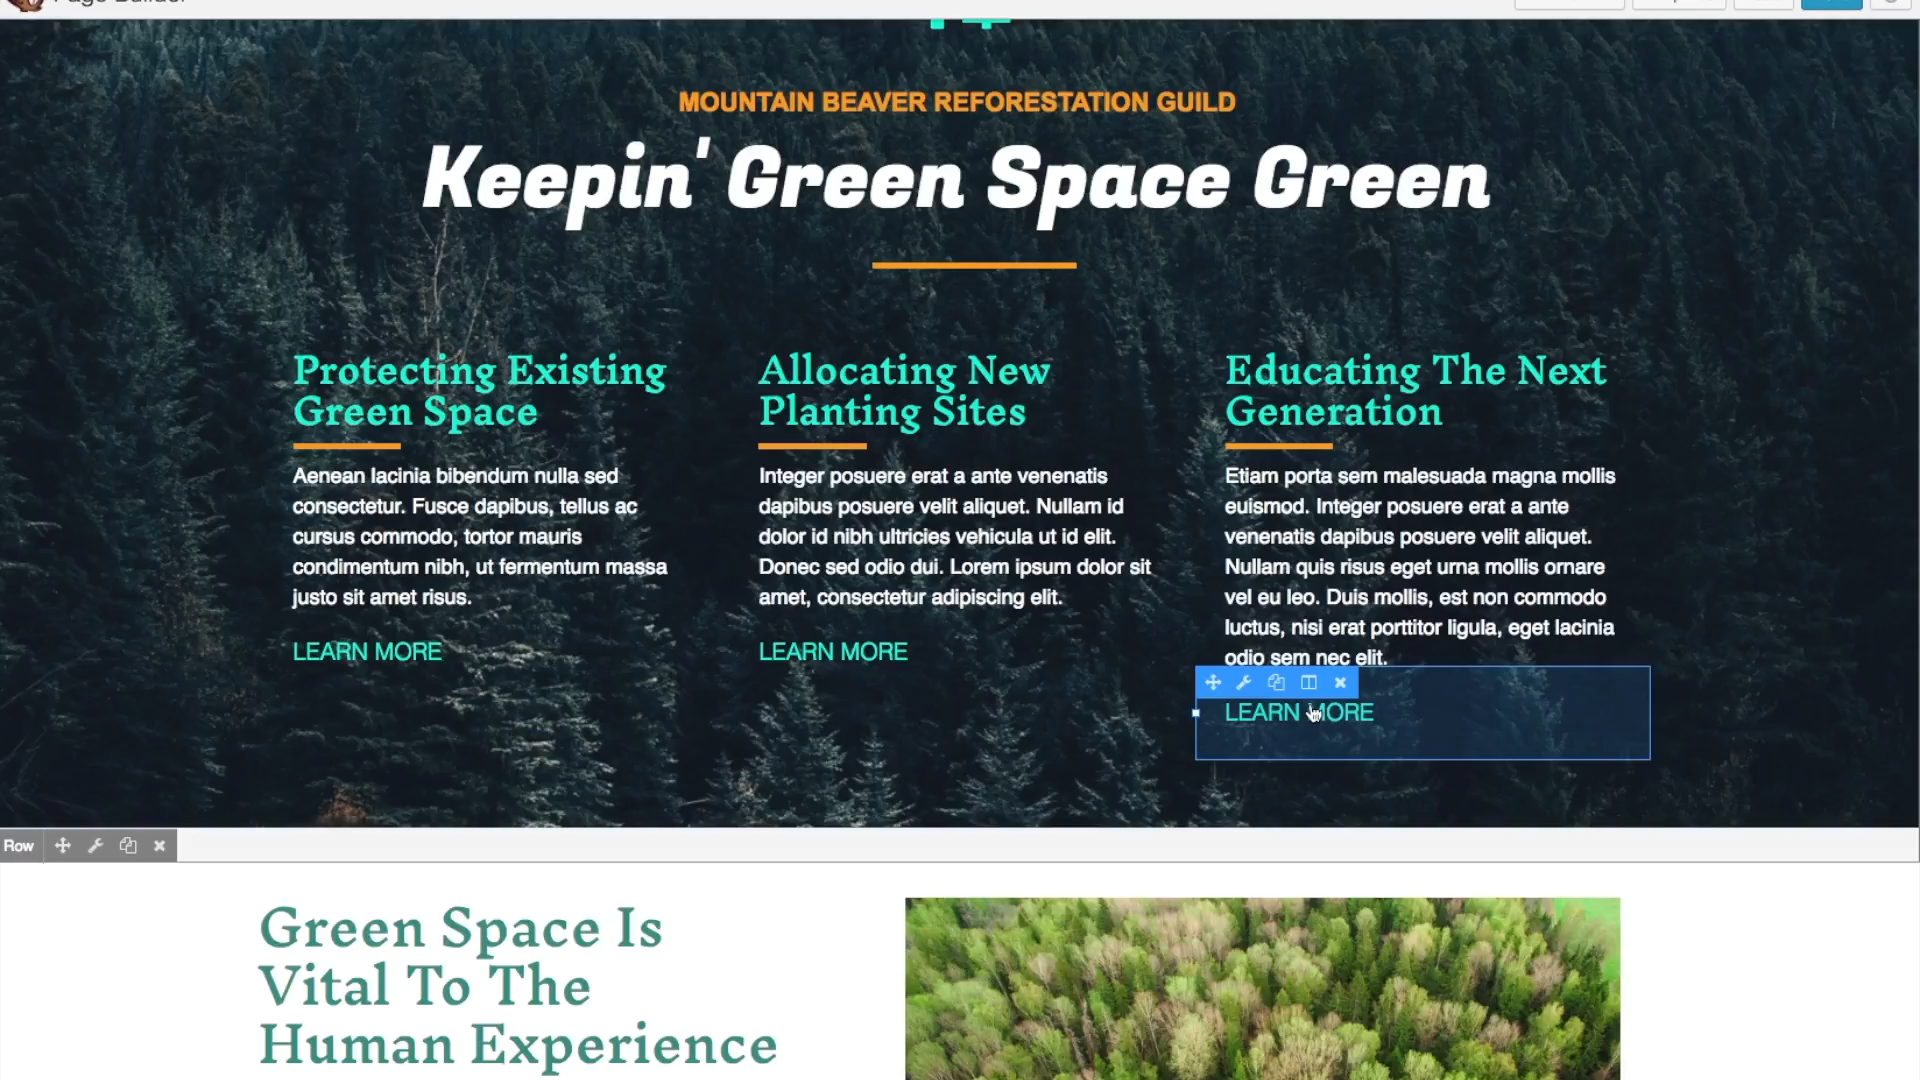 Page Builder
MOUNTAIN BEAVER REFORESTATION GUILD
Keepin' Green Space Green
Protecting Existing
Green Space
Aenean lacinia bibendum nulla sed
consectetur. Fusce dapibus, tellus ac
cursus commodo, tortor mauris
condimentum nibh, ut fermentum massa
justo sit amet risus.
LEARN MORE
Allocating New
Planting Sites
Integer posuere erat a ante venenatis
dapibus posuere velit aliquet. Nullam id
dolor id nibh ultricies vehicula ut id elit.
Donec sed odio dui. Lorem ipsum dolor sit
amet, consectetur adipiscing elit.
LEARN MORE
Educating The Next
Generation
Etiam porta sem malesuada magna mollis
euismod. Integer posuere erat a ante
venenatis dapibus posuere velit aliquet.
Nullam quis risus eget urna mollis ornare
vel eu leo. Duis mollis, est non commodo
luctus, nisi erat porttitor ligula, eget lacinia
odio sem nec elit.
LEARN MORE
Row
Green Space Is
Vital To The
Human Experience